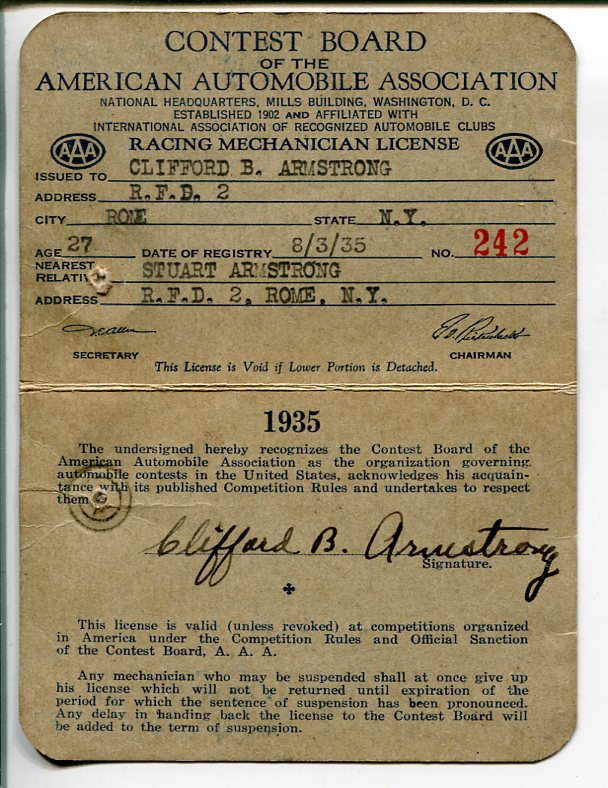 CONTEST BOARD
OF THE
AMERICAN AUTOMOBILE ASSOCIATION
NATIONAL HEADQUARTERS, MILLS BUILDING, WASHINGTON, D. C.
ESTABLISHED 1902 AND AFFILIATED WITH
INTERNATIONAL ASSOCIATION OF RECOGNIZED AUTOMOBILE CLUBS
RACING MECHANICIAN LICENSE
AAA AAA
ISSUED TO CLIFFORD B. ARMSTRONG
ADDRESS R.F.D. 2
CITY ROME STATE N.Y.
AGE 27 DATE OF REGISTRY 8/3/35 NO. 242
NEAREST
RELATIVE STUART ARMSTRONG
ADDRESS R.F.D. 2, ROME, N.Y.
SECRETARY CHAIRMAN
This License is Void if Lower Portion is Detached.
1935
The undersigned hereby recognizes the Contest Board of the
American Automobile Association as the organization governing
automobile contests in the United States, acknowledges his acquain-
tance with its published Competition Rules and undertakes to respect
them
Clifford B. Armstrong
Signature.
This license is valid (unless revoked) at competitions organized
in America under the Competition Rules and Official Sanction
of the Contest Board, A. A. A.
Any mechanician who may be suspended shall at once give up
his license which will not be returned until expiration of the
period for which the sentence of suspension has been pronounced.
Any delay in handing back the license to the Contest Board will
be added to the term of suspension.